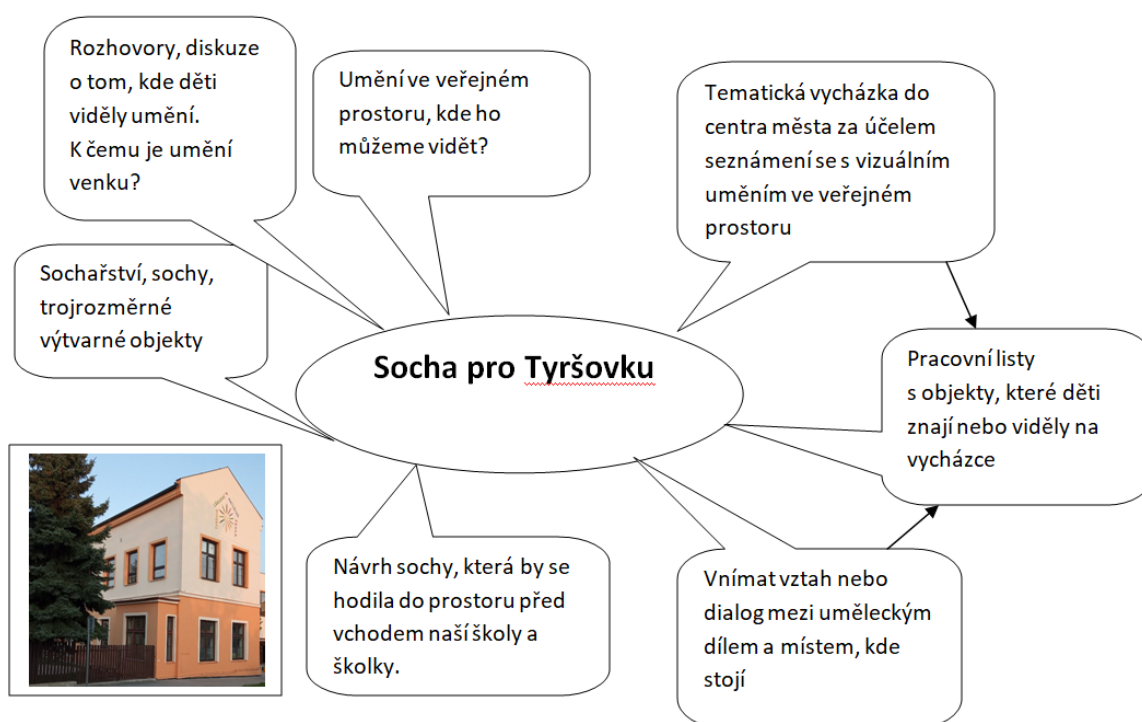 Rozhovory, diskuze
o tom, kde děti
viděly umění.
K čemu je umění
venku?
Umění ve veřejném
prostoru, kde ho
můžeme vidět?
Tematická vycházka do
centra města za účelem
seznámení se s vizuálním
uměním ve veřejném
prostoru
Sochařství, sochy,
trojrozměrné
výtvarné objekty
Socha pro Tyršovku
Pracovní listy
s objekty, které děti
znají nebo viděly na
vycházce
Návrh sochy, která by se
hodila do prostoru před
vchodem naší školy a
školky.
Vnímat vztah nebo
dialog mezi uměleckým
dílem a místem, kde
stojí